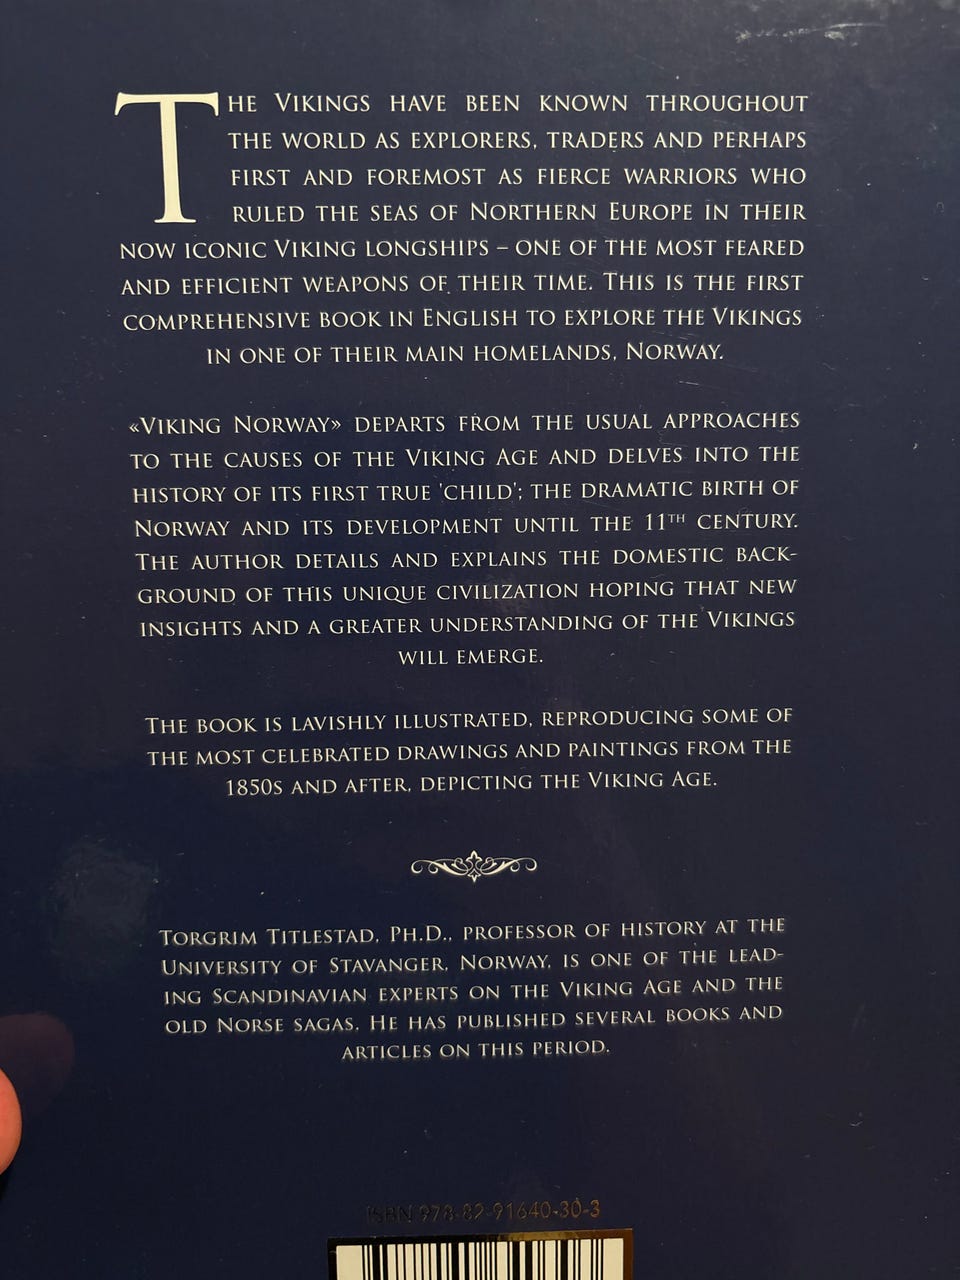 The Vikings have been known throughout
the world as explorers, traders and perhaps
first and foremost as fierce warriors who
ruled the seas of Northern Europe in their
now iconic Viking longships – one of the most feared
and efficient weapons of their time. This is the first
comprehensive book in English to explore the Vikings
in one of their main homelands, Norway.
«Viking Norway» departs from the usual approaches
to the causes of the Viking Age and delves into the
history of its first true 'child'; the dramatic birth of
Norway and its development until the 11th century.
The author details and explains the domestic back-
ground of this unique civilization hoping that new
insights and a greater understanding of the Vikings
will emerge.
The book is lavishly illustrated, reproducing some of
the most celebrated drawings and paintings from the
1850s and after, depicting the Viking Age.
Torgrim Titlestad, Ph.D., professor of history at the
University of Stavanger, Norway, is one of the lead-
ing Scandinavian experts on the Viking Age and the
old Norse sagas. He has published several books and
articles on this period.
ISBN 978-82-91640-30-3